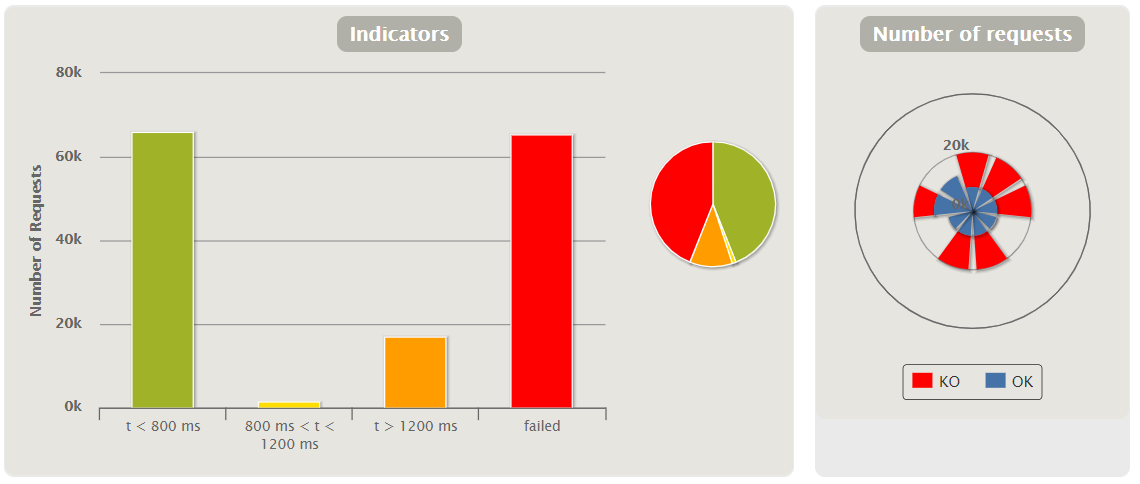 Indicators
Number of Requests
80k
60k
40k
20k
0k
t < 800 ms
800 ms < t <
1200 ms
t > 1200 ms
failed
Number of requests
20k
0k
KO
OK